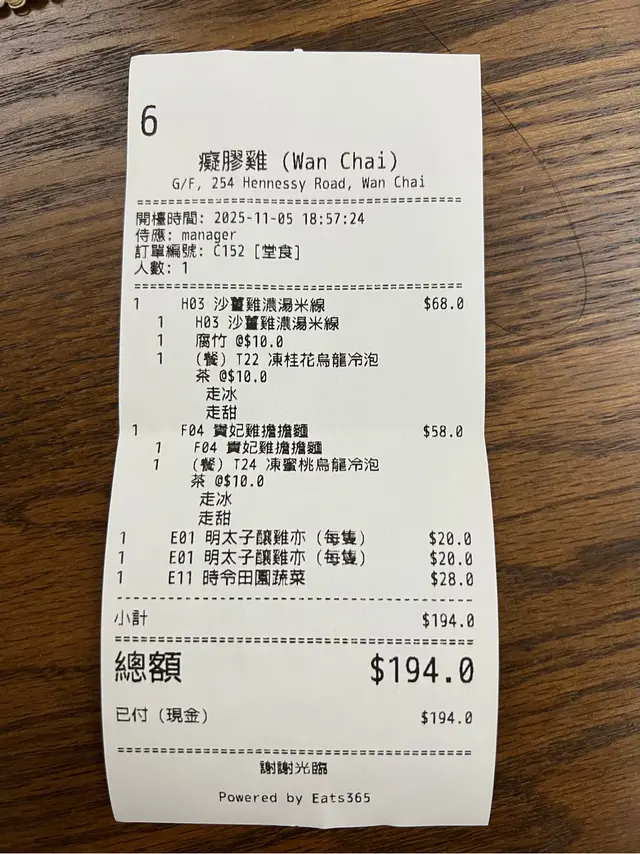 6
癡膠雞 (Wan Chai)
G/F, 254 Hennessy Road, Wan Chai
開檯時間: 2025-11-05 18:57:24
侍應: manager
訂單編號: C152 [堂食]
人數: 1
1 H03 沙薑雞濃湯米線 $68.0
1 H03 沙薑雞濃湯米線
1 腐竹 @$10.0
1 (餐) T22 凍桂花烏龍冷泡
茶 @$10.0
走冰
走甜
1 F04 貴妃雞擔擔麵 $58.0
1 F04 貴妃雞擔擔麵
1 (餐) T24 凍蜜桃烏龍冷泡
茶 @$10.0
走冰
走甜
1 E01 明太子釀雞亦 (每隻) $20.0
1 E01 明太子釀雞亦 (每隻) $20.0
1 E11 時令田園蔬菜 $28.0
小計 $194.0
總額 $194.0
已付 (現金) $194.0
謝謝光臨
Powered by Eats365